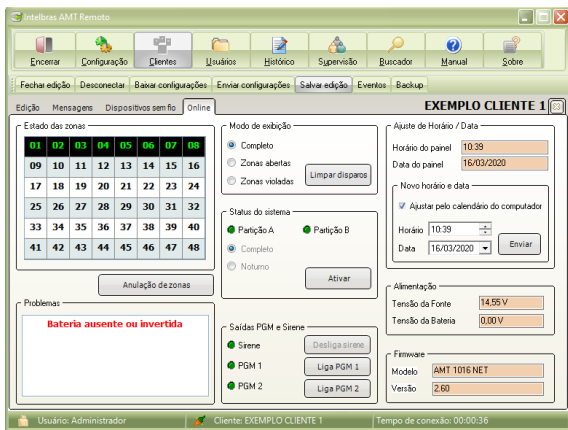 Intelbras AMT Remoto
Encerrar Configuração Clientes Usuários Histórico Supervisão Buscador Manual Sobre
Fechar edição Desconectar Baixar configurações Enviar configurações Salvar edição Eventos Backup
Edição Mensagens Dispositivos sem fio Online EXEMPLO CLIENTE 1
Estado das zonas
01 02 03 04 05 06 07 08
09 10 11 12 13 14 15 16
17 18 19 20 21 22 23 24
25 26 27 28 29 30 31 32
33 34 35 36 37 38 39 40
41 42 43 44 45 46 47 48
Anulação de zonas
Problemas
Bateria ausente ou invertida
Modo de exibição
Completo
Zonas abertas
Zonas violadas
Limpar disparos
Status do sistema
Partição A Partição B
Completo
Noturno
Ativar
Saídas PGM e Sirene
Sirene Desliga sirene
PGM 1 Liga PGM 1
PGM 2 Liga PGM 2
Ajuste de Horário / Data
Horário do painel 10:39
Data do painel 16/03/2020
Novo horário e data
Ajustar pelo calendário do computador
Horário 10:39
Data 16/03/2020
Enviar
Alimentação
Tensão da Fonte 14,55 V
Tensão da Bateria 0,00 V
Firmware
Modelo AMT 1016 NET
Versão 2.60
Usuário: Administrador Cliente: EXEMPLO CLIENTE 1 Tempo de conexão: 00:00:36